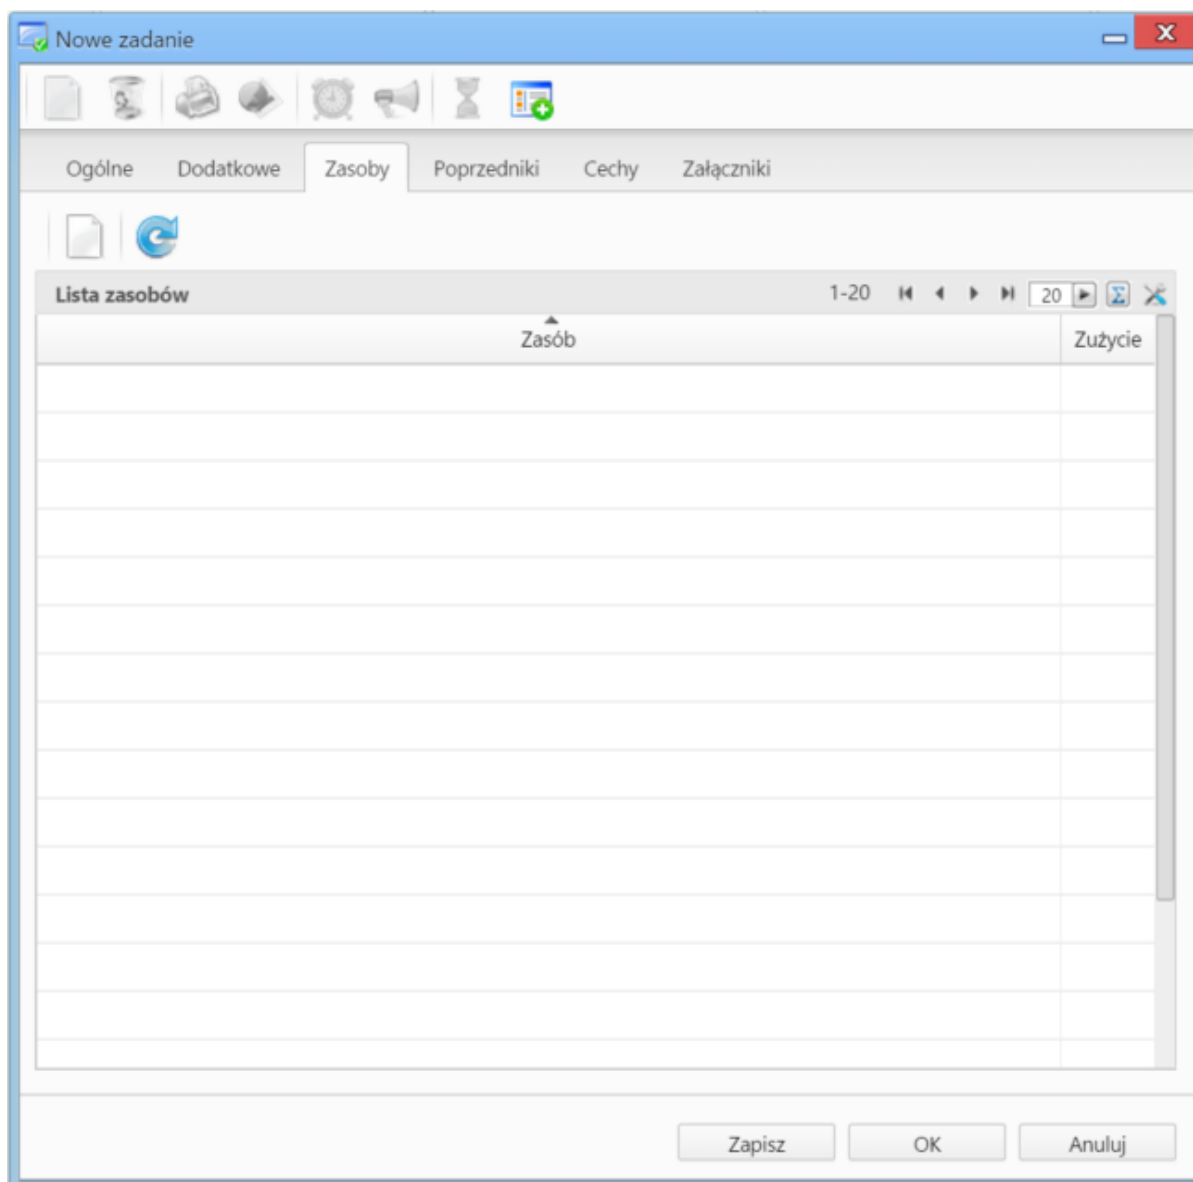 Nowe zadanie
Ogólne Dodatkowe Zasoby Poprzedniki Cechy Załączniki
Lista zasobów 1-20 20 Σ
Zasób Zużycie
Zapisz OK Anuluj